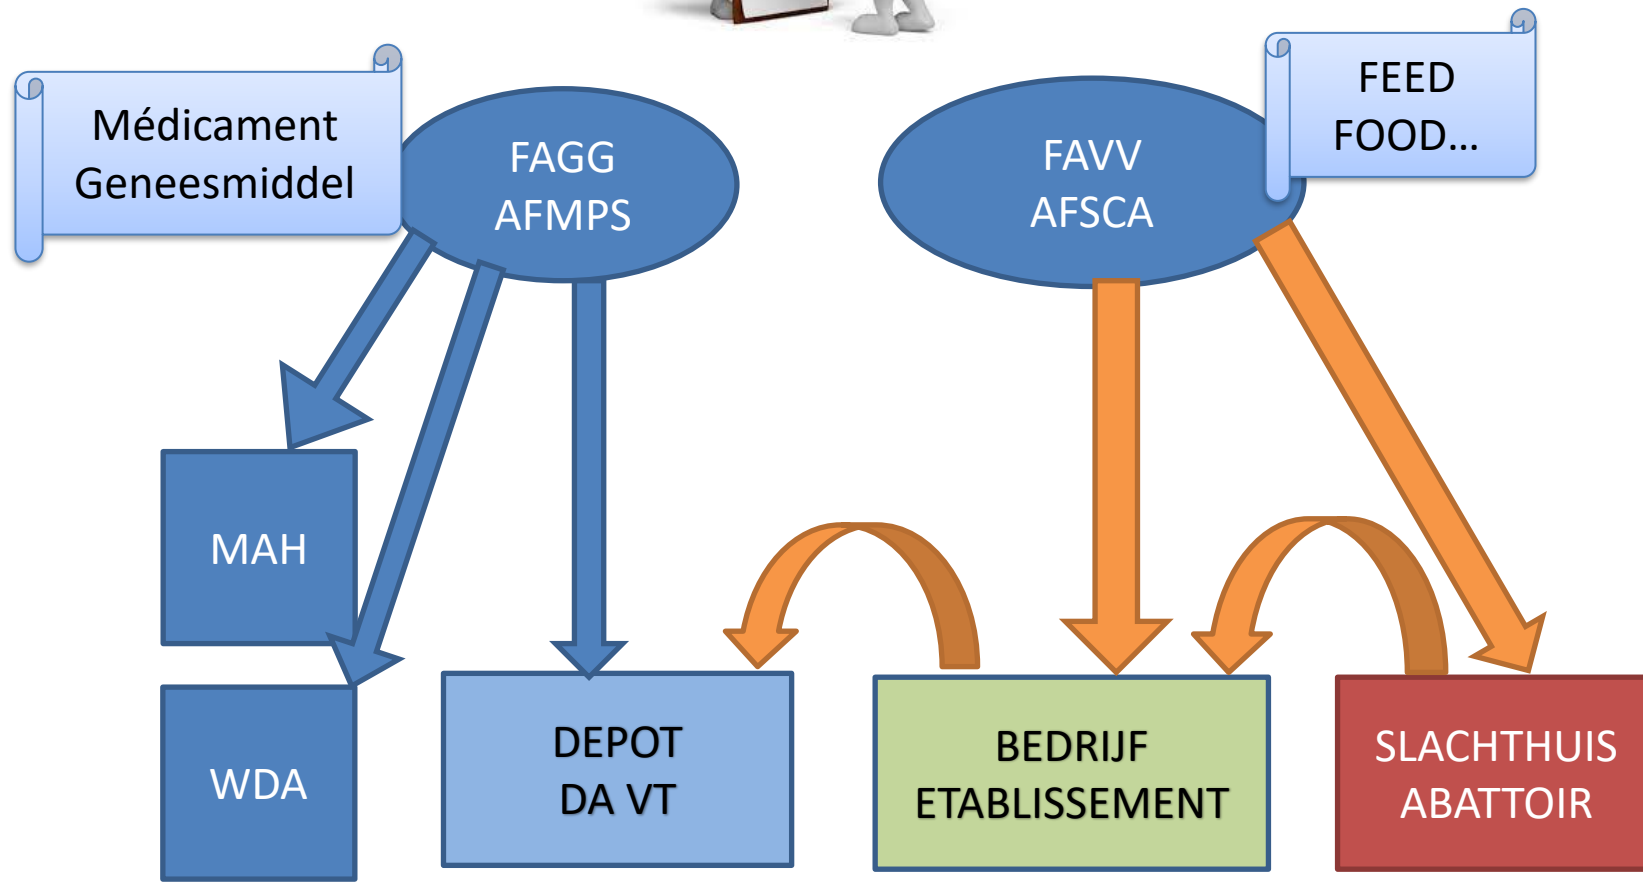 Médicament
Geneesmiddel
FAGG
AFMPS
FAVV
AFSCA
FEED
FOOD...
MAH
WDA
DEPOT
DA VT
BEDRIJF
ETABLISSEMENT
SLACHTHUIS
ABATTOIR